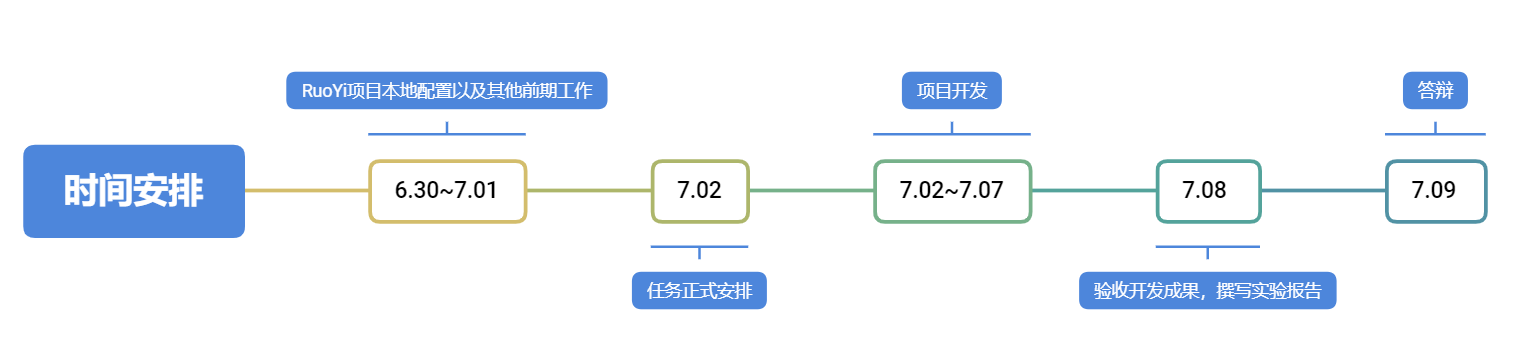 时间安排
RuoYi项目本地配置以及其他前期工作
6.30~7.01
7.02
任务正式安排
项目开发
7.02~7.07
7.08
验收开发成果，撰写实验报告
答辩
7.09